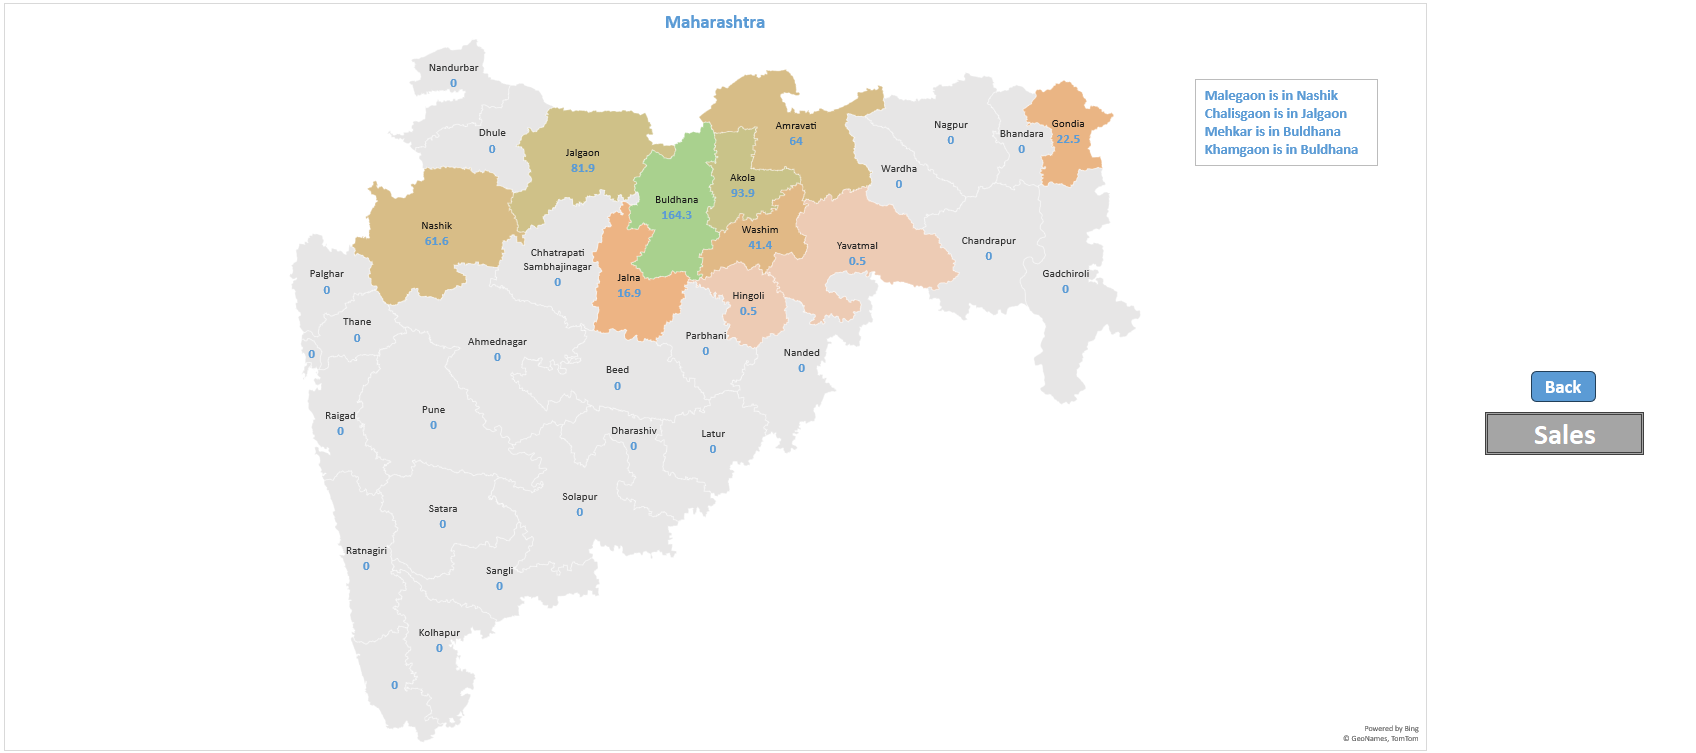 Maharashtra
Nandurbar
0
Malegaon is in Nashik
Chalisgaon is in Jalgaon
Mehkar is in Buldhana
Khamgaon is in Buldhana
Dhule
0
Jalgaon
81.9
Amravati
64
Nagpur
0
Bhandara
0
Gondia
22.5
Wardha
0
Akola
93.9
Buldhana
164.3
Nashik
61.6
Washim
41.4
Yavatmal
0.5
Chandrapur
0
Gadchiroli
0
Palghar
0
Chhatrapati
Sambhajinagar
0
Jalna
16.9
Hingoli
0.5
Thane
0
0
Ahmednagar
0
Parbhani
0
Nanded
0
Beed
0
Raigad
0
Pune
0
Dharashiv
0
Latur
0
Solapur
0
Satara
0
Ratnagiri
0
Sangli
0
Kolhapur
0
0
Back
Sales
Powered by Bing
© GeoNames, TomTom